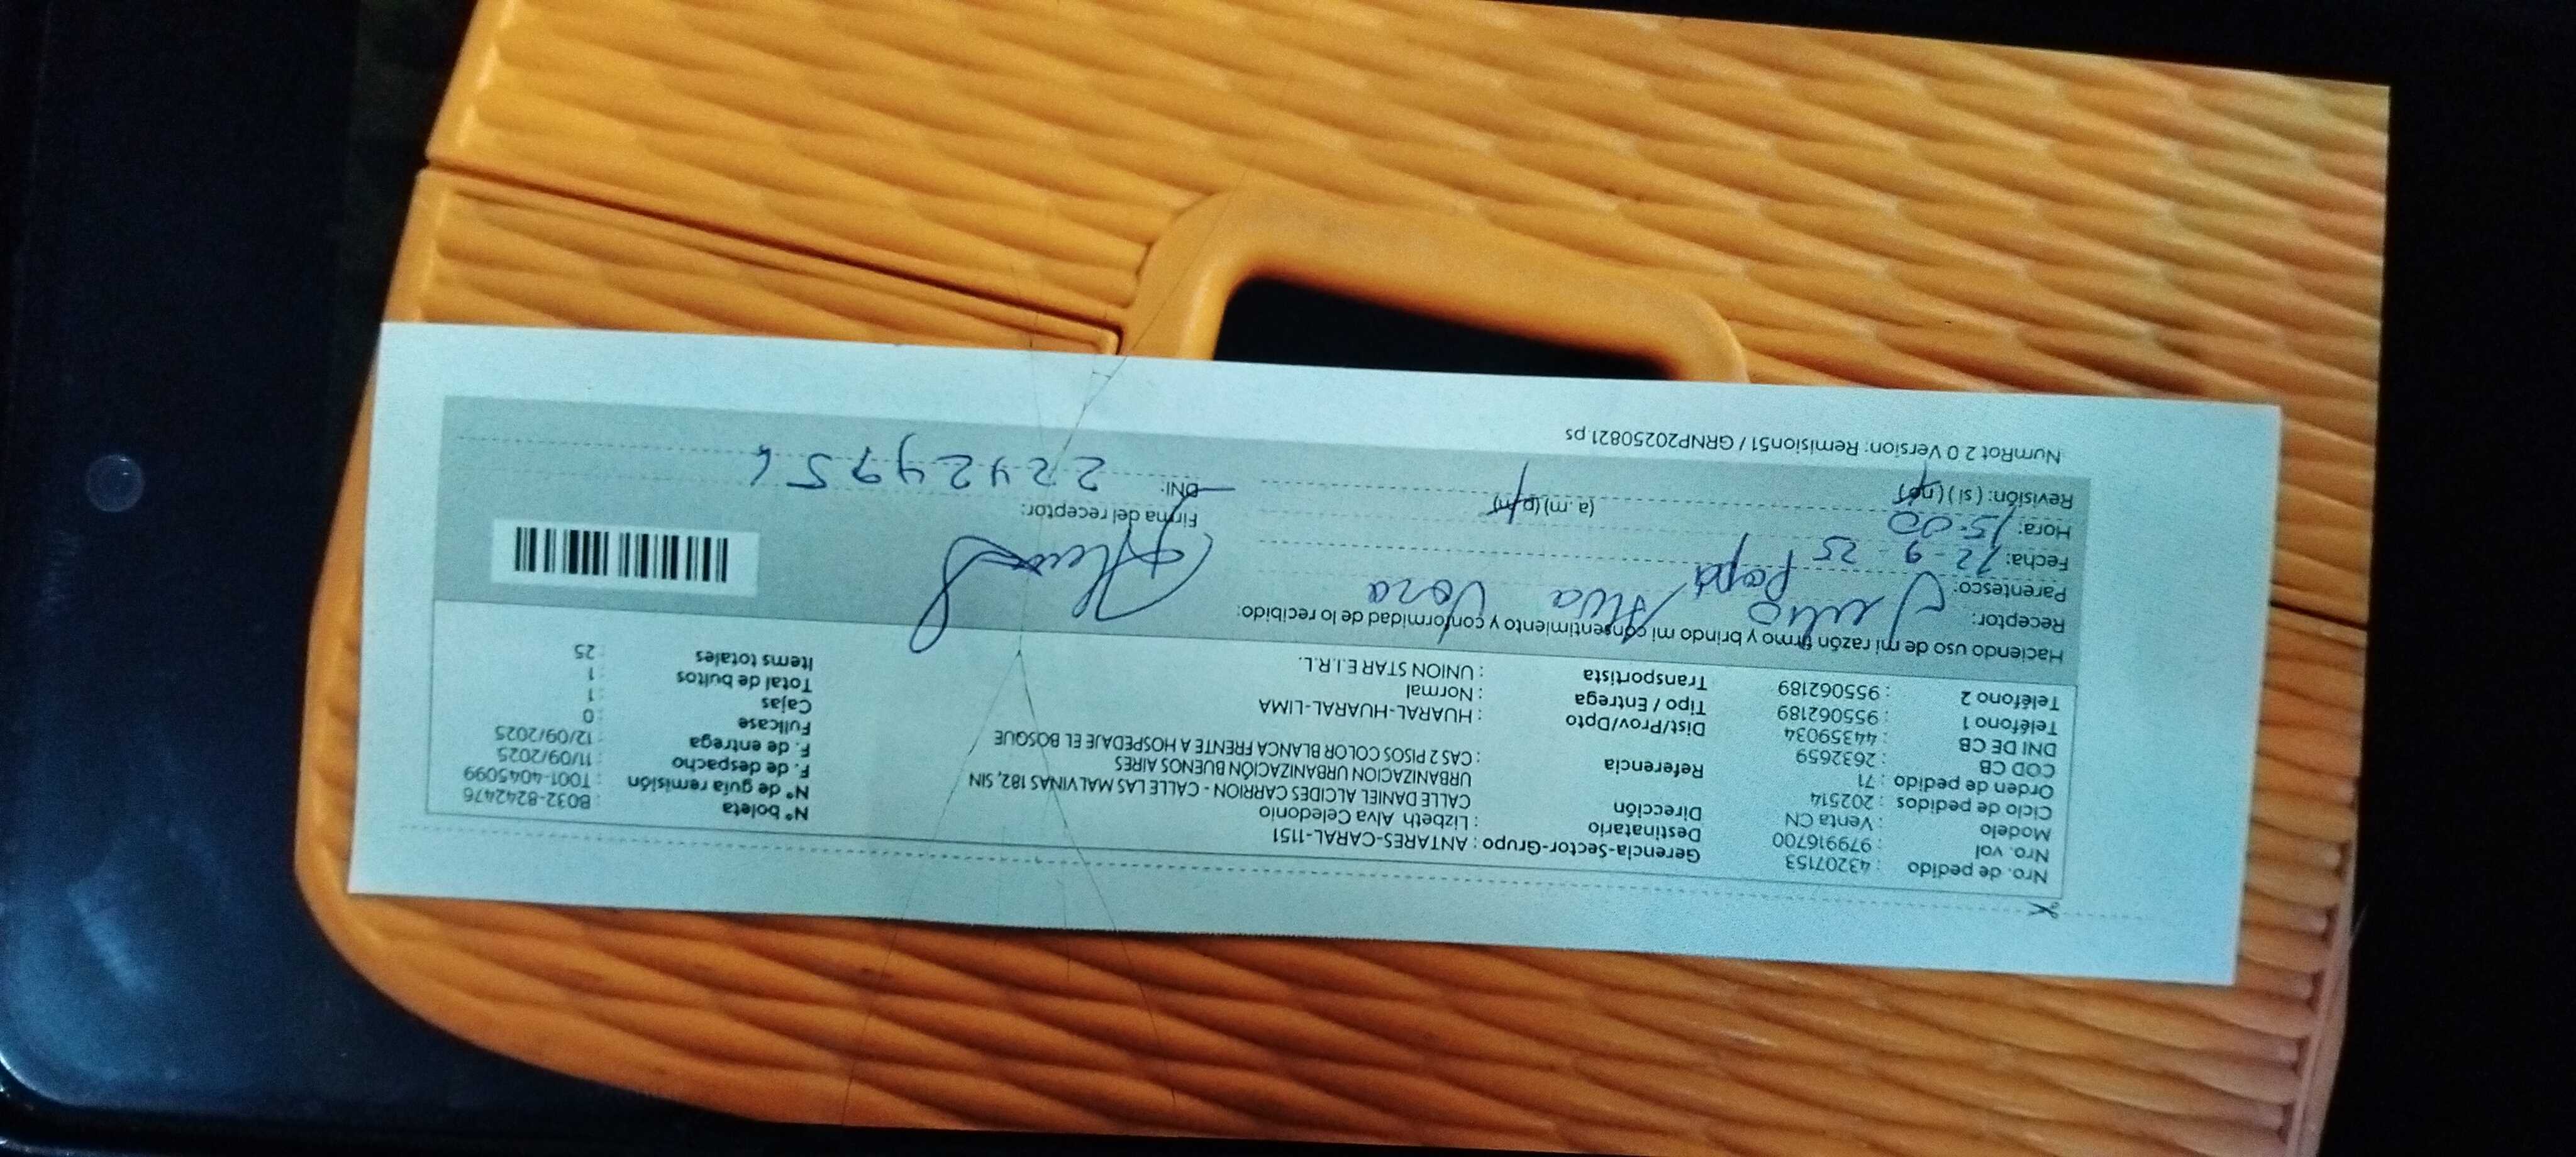 Nro. de pedido : 43207153
Nro. vol : 979916700
Modelo : Venta CN
Ciclo de pedidos : 202514
Orden de pedido : 71
COD CB : 2632659
DNI DE CB : 44359034
Teléfono 1 : 955062189
Teléfono 2 : 955062189
Gerencia-Sector-Grupo : ANTARES-CARAL-1151
Destinatario : Lizbeth Alva Celedonio
Dirección CALLE DANIEL ALCIDES CARRION - CALLE LAS MALVINAS 182, SIN
URBANIZACION URBANIZACIÓN BUENOS AIRES
Referencia : CAS 2 PISOS COLOR BLANCA FRENTE A HOSPEDAJE EL BOSQUE
Dist/Prov/Dpto : HUARAL-HUARAL-LIMA
Tipo / Entrega : Normal
Transportista : UNION STAR E.I.R.L.
N° boleta : B032-8242476
N° de guía remisión : T001-4045099
F. de despacho : 11/09/2025
F. de entrega : 12/09/2025
Fullcase : 0
Cajas : 1
Total de bultos : 1
Items totales : 25
Haciendo uso de mi razón firmo y brindo mi consentimiento y conformidad de lo recibido:
Receptor: Julio Alva
Parentesco: Papá
Fecha: 12-9-25
Hora: 15:00 (a.m) (p.m)
Revisión: (si) (no)
Firma del receptor:
DNI:
NumRot 2.0 Version: Remision51 / GRNP20250821.ps